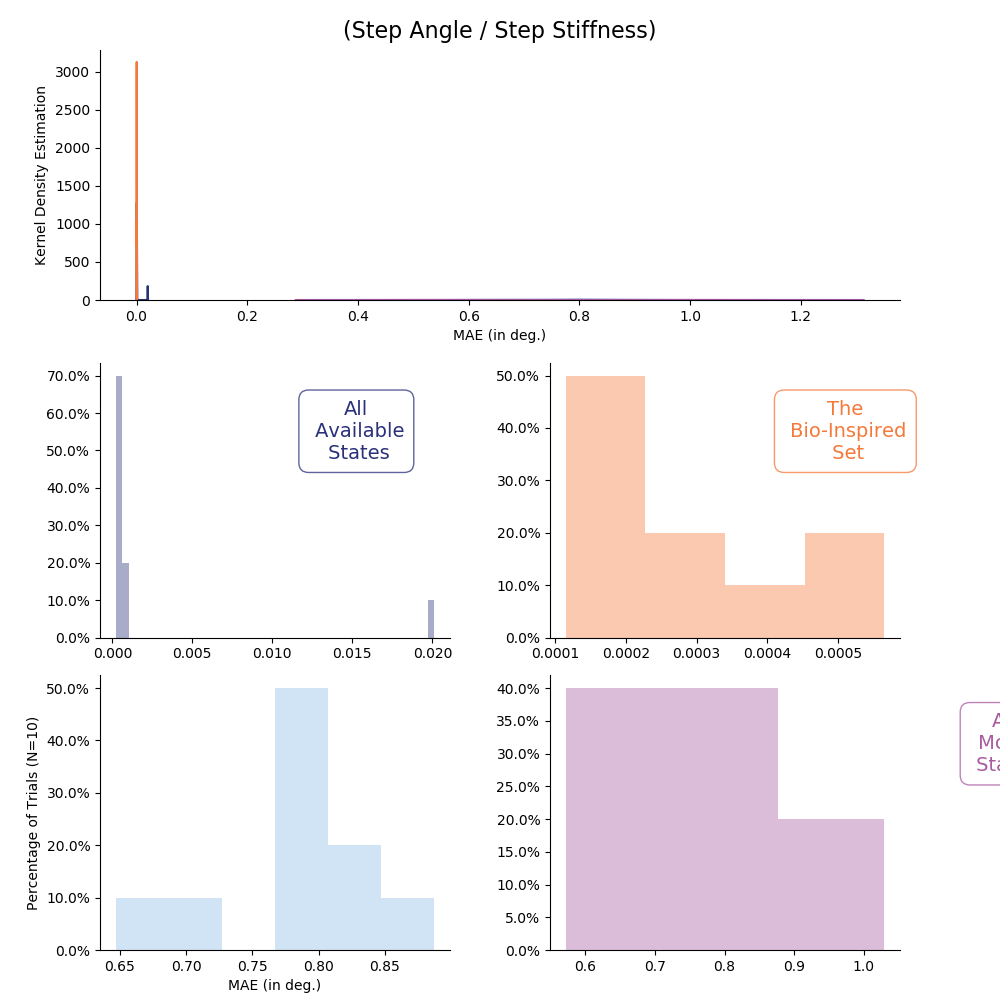 (Step Angle / Step Stiffness)
Kernel Density Estimation
3000
2500
2000
1500
1000
500
0
0.0 0.2 0.4 0.6 0.8 1.0 1.2
MAE (in deg.)
70.0%
60.0%
50.0%
40.0%
30.0%
20.0%
10.0%
0.0%
0.000 0.005 0.010 0.015 0.020
All
Available
States
50.0%
40.0%
30.0%
20.0%
10.0%
0.0%
0.0001 0.0002 0.0003 0.0004 0.0005
The
Bio-Inspired
Set
Percentage of Trials (N=10)
50.0%
40.0%
30.0%
20.0%
10.0%
0.0%
0.65 0.70 0.75 0.80 0.85
MAE (in deg.)
40.0%
35.0%
30.0%
25.0%
20.0%
15.0%
10.0%
5.0%
0.0%
0.6 0.7 0.8 0.9 1.0